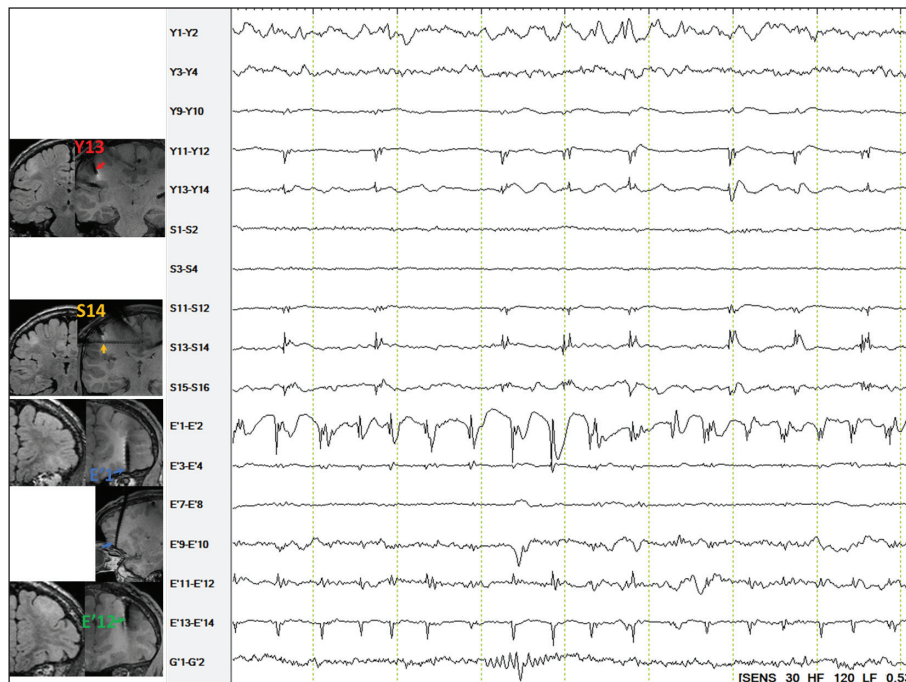 Y1-Y2
Y3-Y4
Y9-Y10
Y13
Y11-Y12
Y13-Y14
S1-S2
S3-S4
S14
S11-S12
S13-S14
S15-S16
E'1-E'2
E'1
E'3-E'4
E'7-E'8
E'9-E'10
E'11-E'12
E'13
E'13-E'14
G'1-G'2
[SENS 30 HF 120 LF 0.53